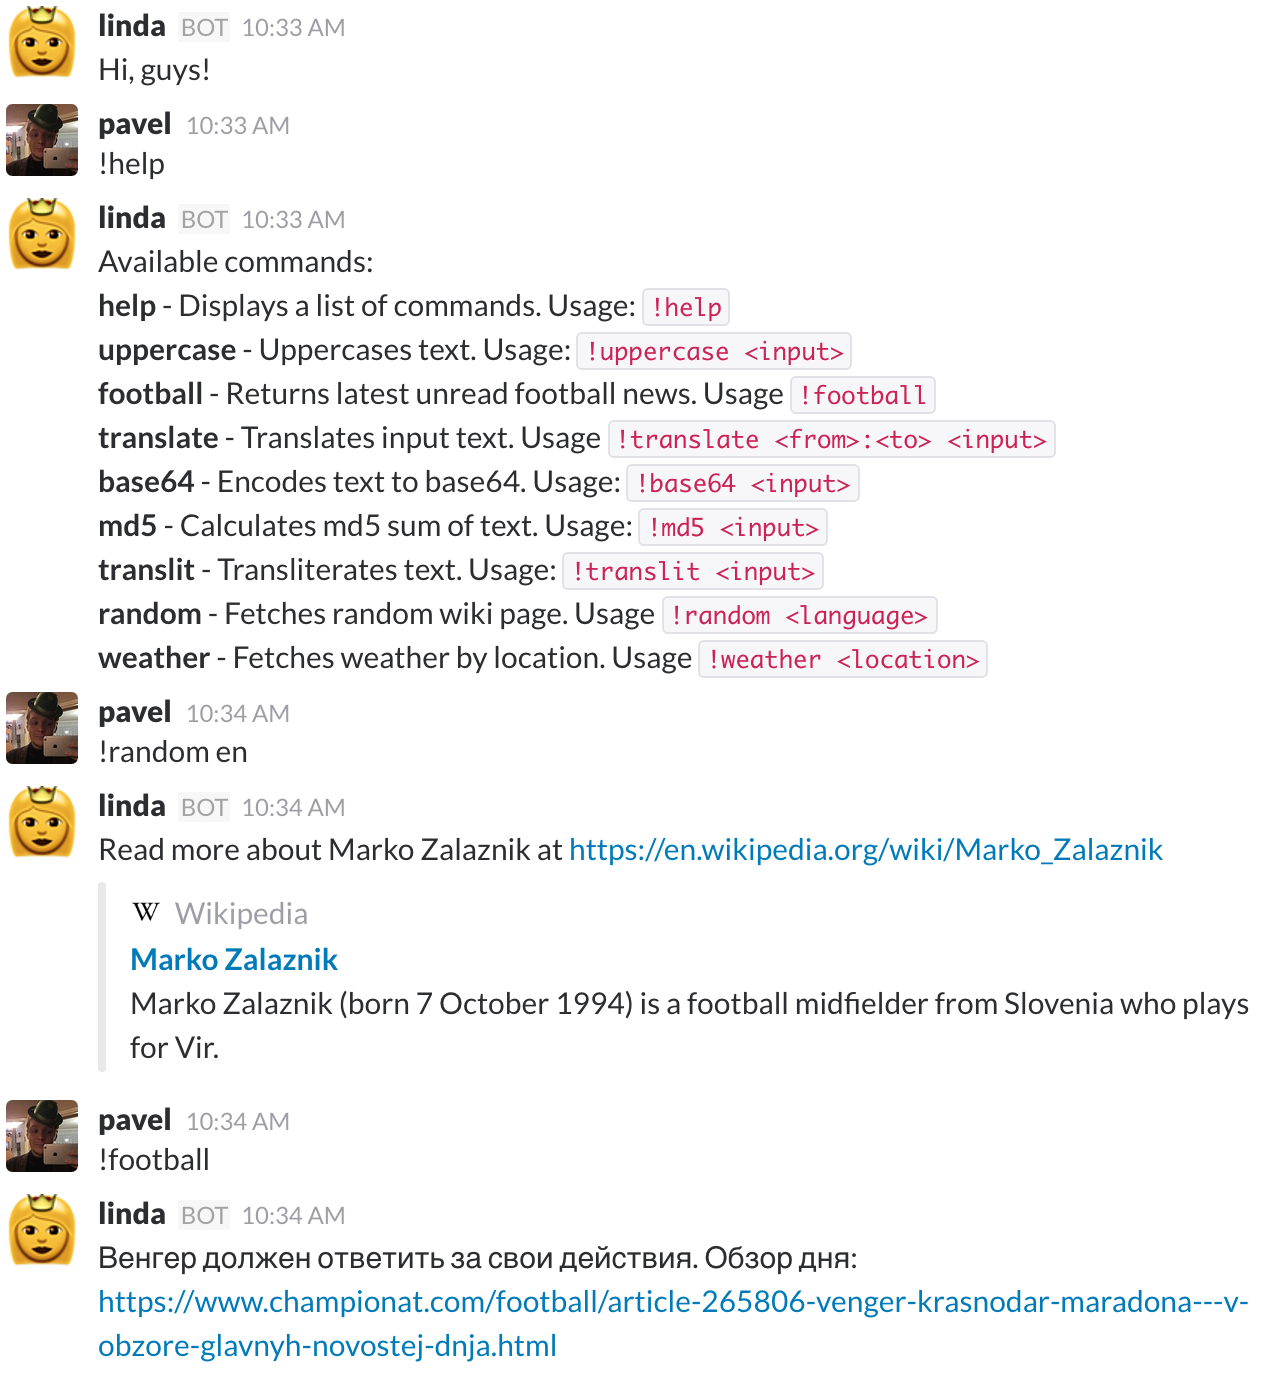 linda BOT 10:33 AM
Hi, guys!
pavel 10:33 AM
!help
linda BOT 10:33 AM
Available commands:
help - Displays a list of commands. Usage: !help
uppercase - Uppercases text. Usage: !uppercase <input>
football - Returns latest unread football news. Usage !football
translate - Translates input text. Usage !translate <from>:<to> <input>
base64 - Encodes text to base64. Usage: !base64 <input>
md5 - Calculates md5 sum of text. Usage: !md5 <input>
translit - Transliterates text. Usage: !translit <input>
random - Fetches random wiki page. Usage !random <language>
weather - Fetches weather by location. Usage !weather <location>
pavel 10:34 AM
!random en
linda BOT 10:34 AM
Read more about Marko Zalaznik at https://en.wikipedia.org/wiki/Marko_Zalaznik
W Wikipedia
Marko Zalaznik
Marko Zalaznik (born 7 October 1994) is a football midfielder from Slovenia who plays
for Vir.
pavel 10:34 AM
!football
linda BOT 10:34 AM
Венгер должен ответить за свои действия. Обзор дня:
https://www.championat.com/football/article-265806-venger-krasnodar-maradona---v-
obzore-glavnyh-novostej-dnja.html